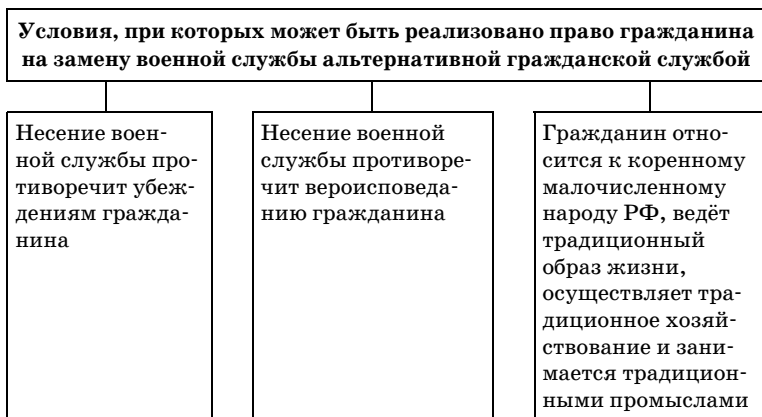 Условия, при которых может быть реализовано право гражданина
на замену военной службы альтернативной гражданской службой
Несение воен-
ной службы про-
тиворечит убеж-
дениям гражда-
нина
Несение военной
службы противоре-
чит вероисповеда-
нию гражданина
Гражданин отно-
сится к коренному
малочисленному
народу РФ, ведёт
традиционный
образ жизни,
осуществляет тра-
диционное хозяй-
ствование и зани-
мается традицион-
ными промыслами